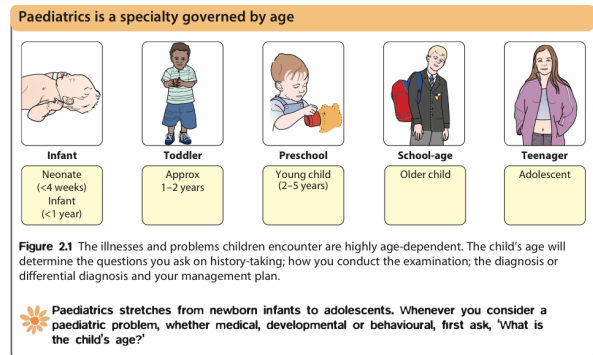 Paediatrics is a specialty governed by age
Infant
Toddler
Preschool
School-age
Teenager
Neonate
(<4 weeks)
Infant
(<1 year)
Approx
1–2 years
Young child
(2–5 years)
Older child
Adolescent
Figure 2.1 The illnesses and problems children encounter are highly age-dependent. The child's age will
determine the questions you ask on history-taking; how you conduct the examination; the diagnosis or
differential diagnosis and your management plan.
Paediatrics stretches from newborn infants to adolescents. Whenever you consider a
paediatric problem, whether medical, developmental or behavioural, first ask, 'What is
the child's age?'